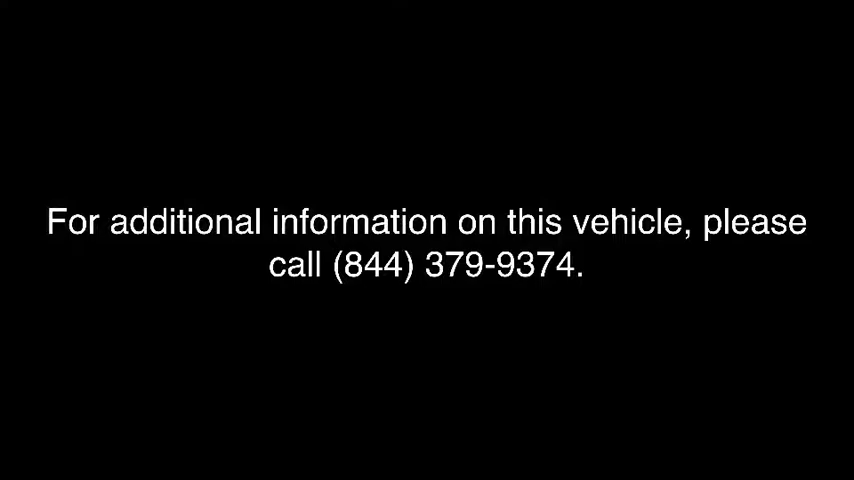 For additional information on this vehicle, please
call (844) 379-9374.